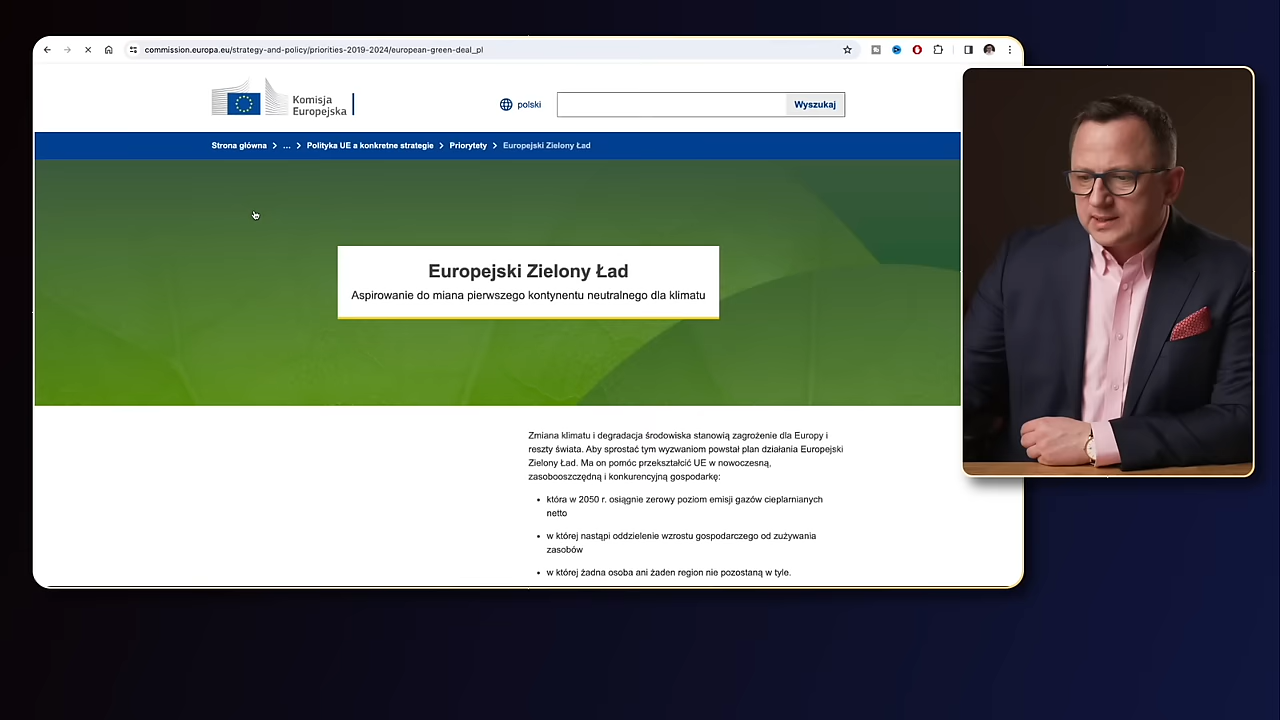 commission.europa.eu/strategy-and-policy/priorities-2019-2024/european-green-deal_pl
Komisja
Europejska
polski
Wyszukaj
Strona główna > ... > Polityka UE a konkretne strategie > Priorytety > Europejski Zielony Ład
Europejski Zielony Ład
Aspirowanie do miana pierwszego kontynentu neutralnego dla klimatu
Zmiana klimatu i degradacja środowiska stanowią zagrożenie dla Europy i
reszty świata. Aby sprostać tym wyzwaniom powstał plan działania Europejski
Zielony Ład. Ma on pomóc przekształcić UE w nowoczesną,
zasobooszczędną i konkurencyjną gospodarkę:
• która w 2050 r. osiągnie zerowy poziom emisji gazów cieplarnianych
netto
• w której nastąpi oddzielenie wzrostu gospodarczego od zużywania
zasobów
• w której żadna osoba ani żaden region nie pozostaną w tyle.